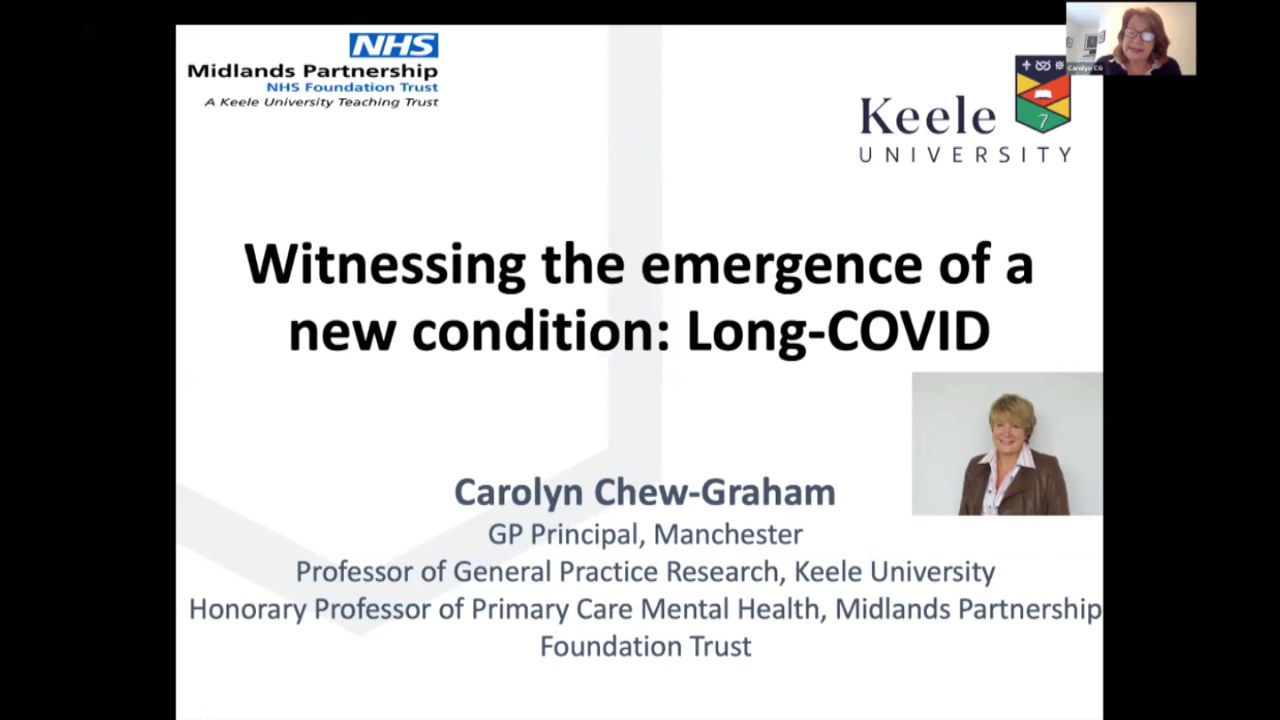 NHS
Midlands Partnership
NHS Foundation Trust
A Keele University Teaching Trust
Carolyn CG
Keele
UNIVERSITY
Witnessing the emergence of a
new condition: Long-COVID
Carolyn Chew-Graham
GP Principal, Manchester
Professor of General Practice Research, Keele University
Honorary Professor of Primary Care Mental Health, Midlands Partnership
Foundation Trust